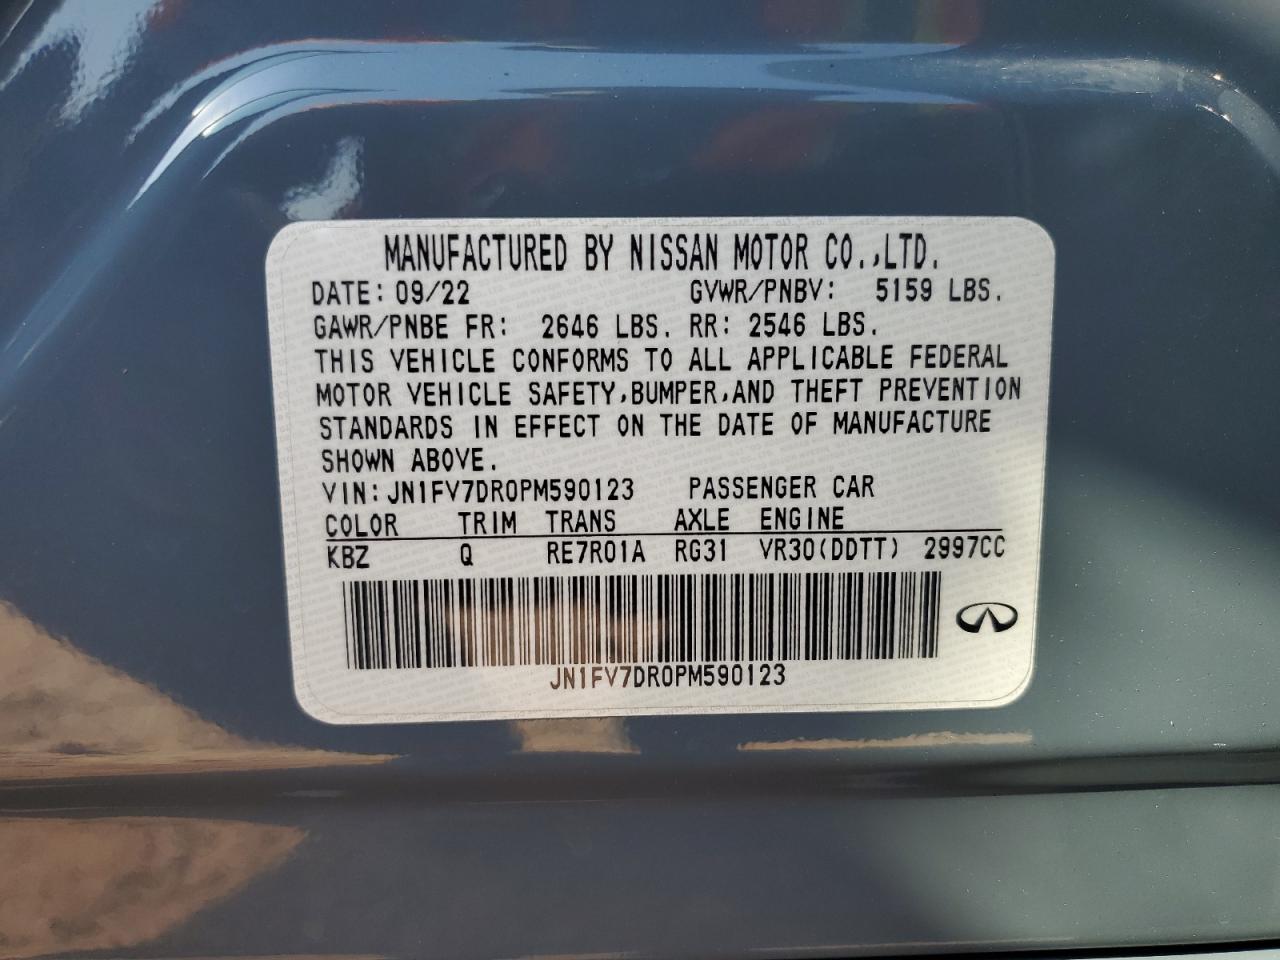 MANUFACTURED BY NISSAN MOTOR CO.,LTD.
DATE: 09/22 GVWR/PNBV: 5159 LBS.
GAWR/PNBE FR: 2646 LBS. RR: 2546 LBS.
THIS VEHICLE CONFORMS TO ALL APPLICABLE FEDERAL
MOTOR VEHICLE SAFETY,BUMPER,AND THEFT PREVENTION
STANDARDS IN EFFECT ON THE DATE OF MANUFACTURE
SHOWN ABOVE.
VIN:JN1FV7DR0PM590123 PASSENGER CAR
COLOR TRIM TRANS AXLE ENGINE
KBZ Q RE7R01A RG31 VR30(DDTT) 2997CC
JN1FV7DR0PM590123